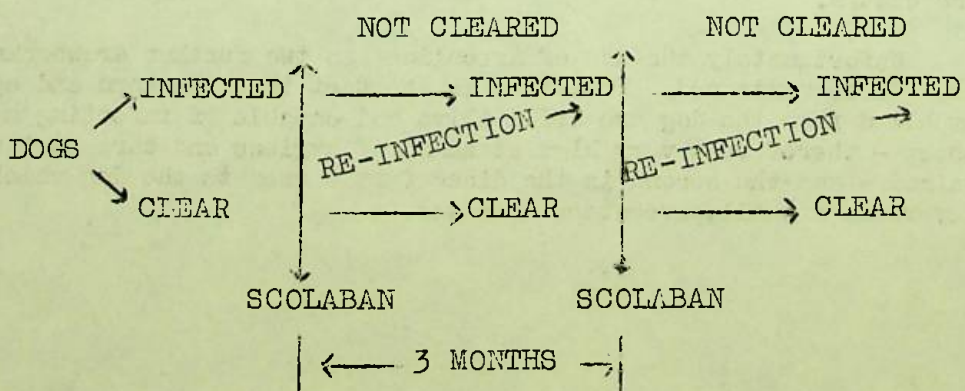 NOT CLEARED NOT CLEARED
INFECTED INFECTED INFECTED
DOGS RE-INFECTION RE-INFECTION
CLEAR CLEAR CLEAR
SCOLABAN SCOLABAN
3 MONTHS